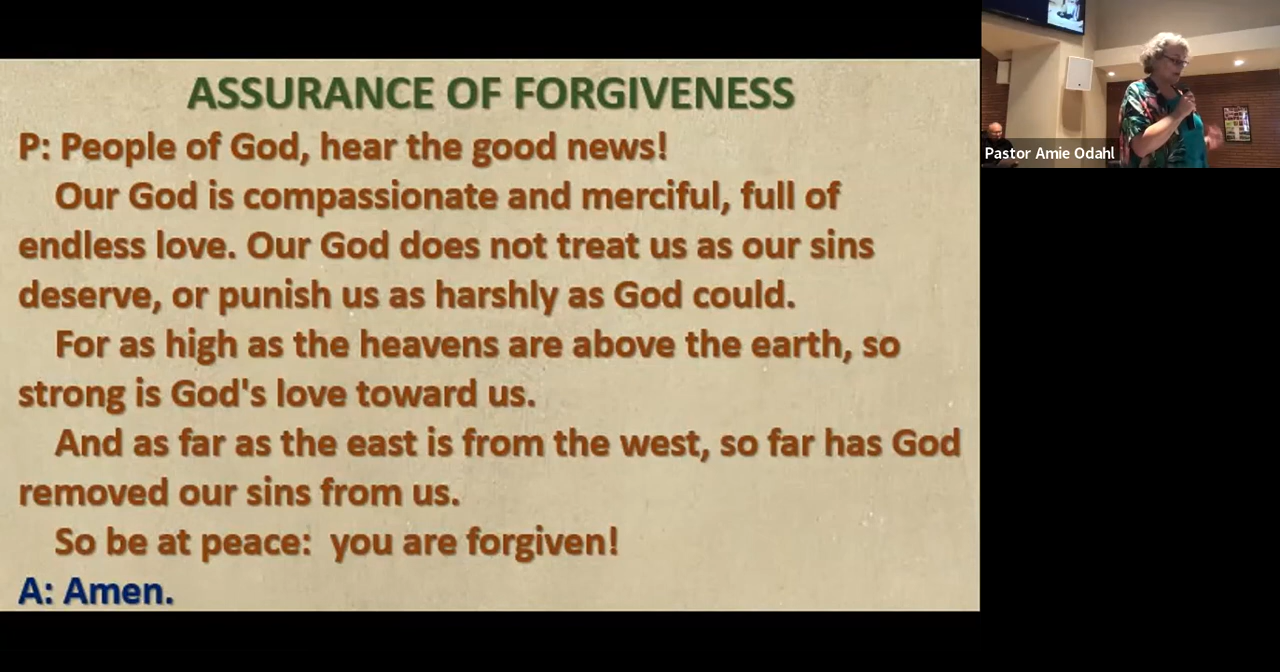 ASSURANCE OF FORGIVENESS
P: People of God, hear the good news!
Our God is compassionate and merciful, full of
endless love. Our God does not treat us as our sins
deserve, or punish us as harshly as God could.
For as high as the heavens are above the earth, so
strong is God's love toward us.
And as far as the east is from the west, so far has God
removed our sins from us.
So be at peace:  you are forgiven!
A: Amen.
Pastor Amie Odahl